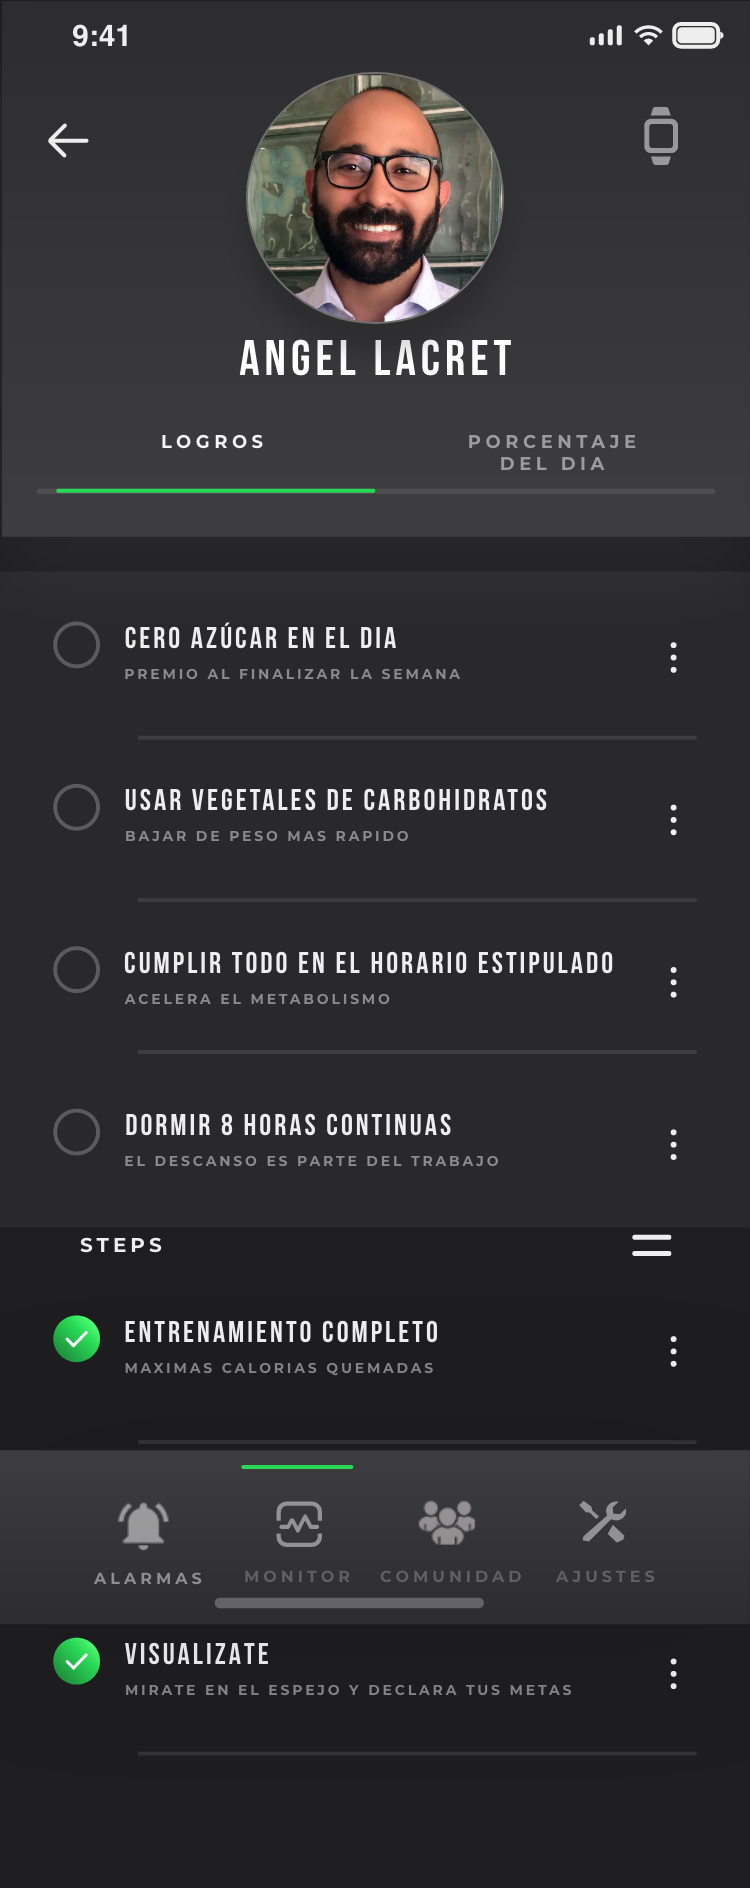 9:41
ANGEL LACRET
LOGROS
PORCENTAJE
DEL DIA
CERO AZÚCAR EN EL DIA
PREMIO AL FINALIZAR LA SEMANA
USAR VEGETALES DE CARBOHIDRATOS
BAJAR DE PESO MAS RAPIDO
CUMPLIR TODO EN EL HORARIO ESTIPULADO
ACELERA EL METABOLISMO
DORMIR 8 HORAS CONTINUAS
EL DESCANSO ES PARTE DEL TRABAJO
STEPS
ENTRENAMIENTO COMPLETO
MAXIMAS CALORIAS QUEMADAS
ALARMAS MONITOR COMUNIDAD AJUSTES
VISUALIZATE
MIRATE EN EL ESPEJO Y DECLARA TUS METAS